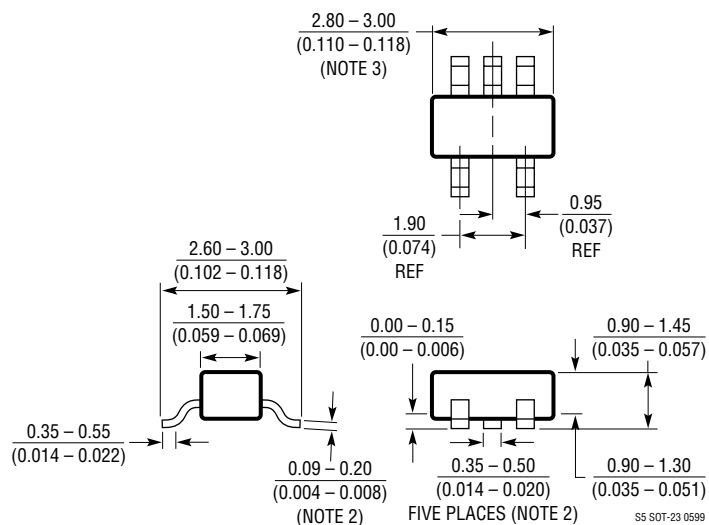 2.80 – 3.00
(0.110 – 0.118)
(NOTE 3)
0.95
(0.037)
REF
1.90
(0.074)
REF
2.60 – 3.00
(0.102 – 0.118)
1.50 – 1.75
(0.059 – 0.069)
0.00 – 0.15
(0.00 – 0.006)
0.90 – 1.45
(0.035 – 0.057)
0.35 – 0.55
(0.014 – 0.022)
0.09 – 0.20
(0.004 – 0.008)
(NOTE 2)
0.35 – 0.50
(0.014 – 0.020)
FIVE PLACES (NOTE 2)
0.90 – 1.30
(0.035 – 0.051)
S5 SOT-23 0599